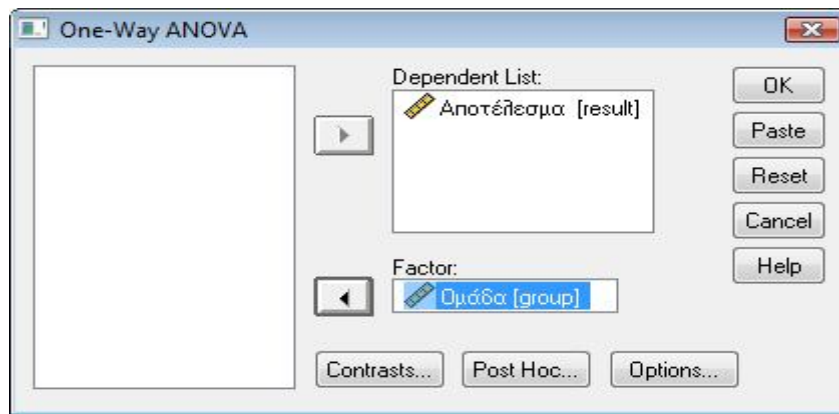 One-Way ANOVA
Dependent List:
Αποτέλεσμα [result]
OK
Paste
Reset
Cancel
Help
Factor:
Ομάδα [group]
Contrasts...
Post Hoc...
Options...